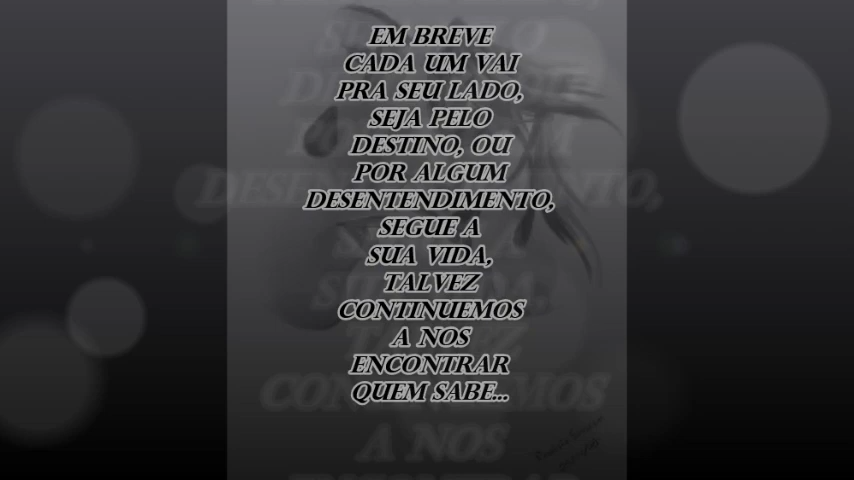 EM BREVE
CADA UM VAI
PRA SEU LADO,
SEJA PELO
DESTINO, OU
POR ALGUM
DESENTENDIMENTO,
SEGUE A
SUA VIDA,
TALVEZ
CONTINUEMOS
A NOS
ENCONTRAR
QUEM SABE...